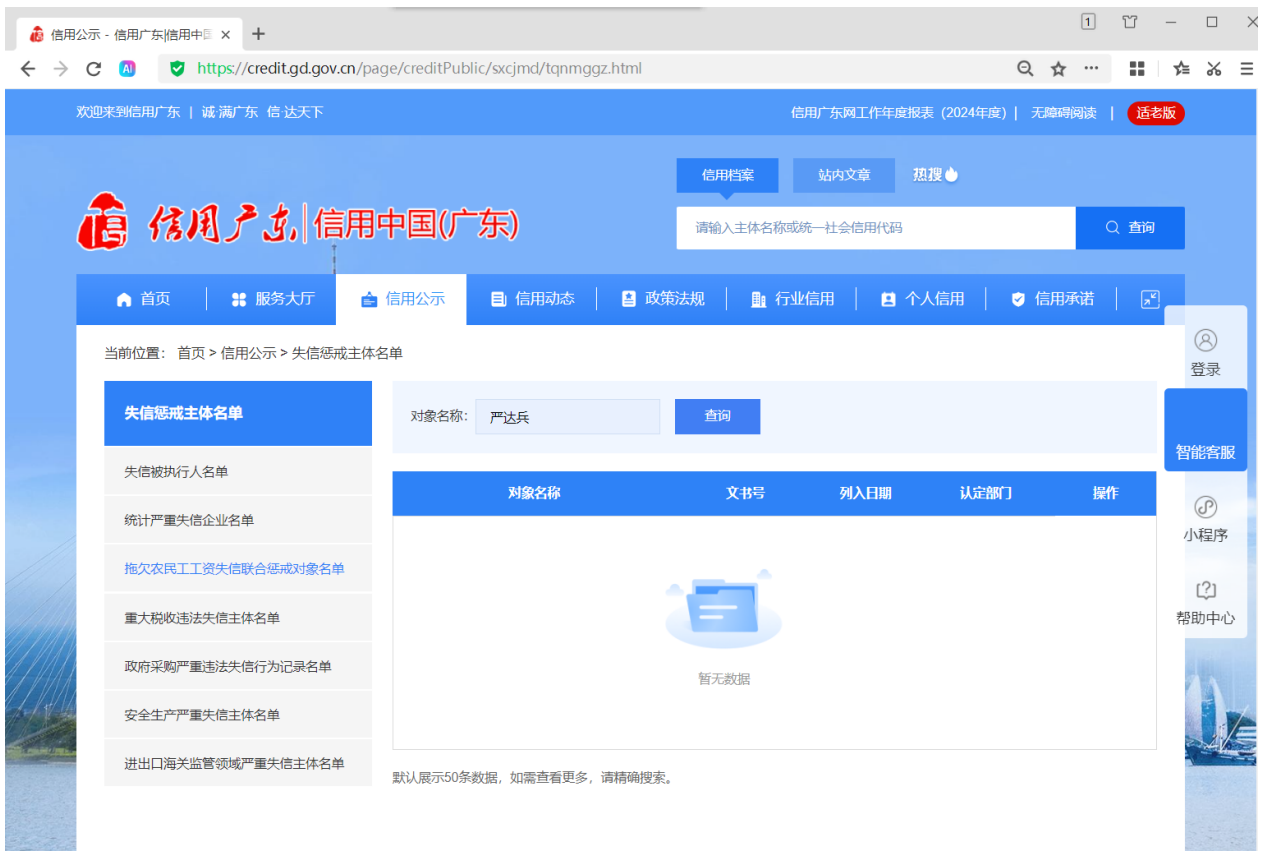 信用公示 - 信用广东|信用中国
1
AI
https://credit.gd.gov.cn/page/creditPublic/sxcjmd/tqnmggz.html
欢迎来到信用广东 | 诚·满广东 信·达天下
信用广东网工作年度报表（2024年度）| 无障碍阅读 | 适老版
信用档案 站内文章 热搜
信用广东|信用中国(广东)
请输入主体名称或统一社会信用代码 查询
首页 服务大厅 信用公示 信用动态 政策法规 行业信用 个人信用 信用承诺
当前位置： 首页 > 信用公示 > 失信惩戒主体名单
登录
失信惩戒主体名单
对象名称: 严达兵 查询
智能客服
失信被执行人名单
对象名称 文书号 列入日期 认定部门 操作
统计严重失信企业名单
小程序
拖欠农民工工资失信联合惩戒对象名单
重大税收违法失信主体名单
帮助中心
政府采购严重违法失信行为记录名单
暂无数据
安全生产严重失信主体名单
进出口海关监管领域严重失信主体名单
默认展示50条数据，如需查看更多，请精确搜索。